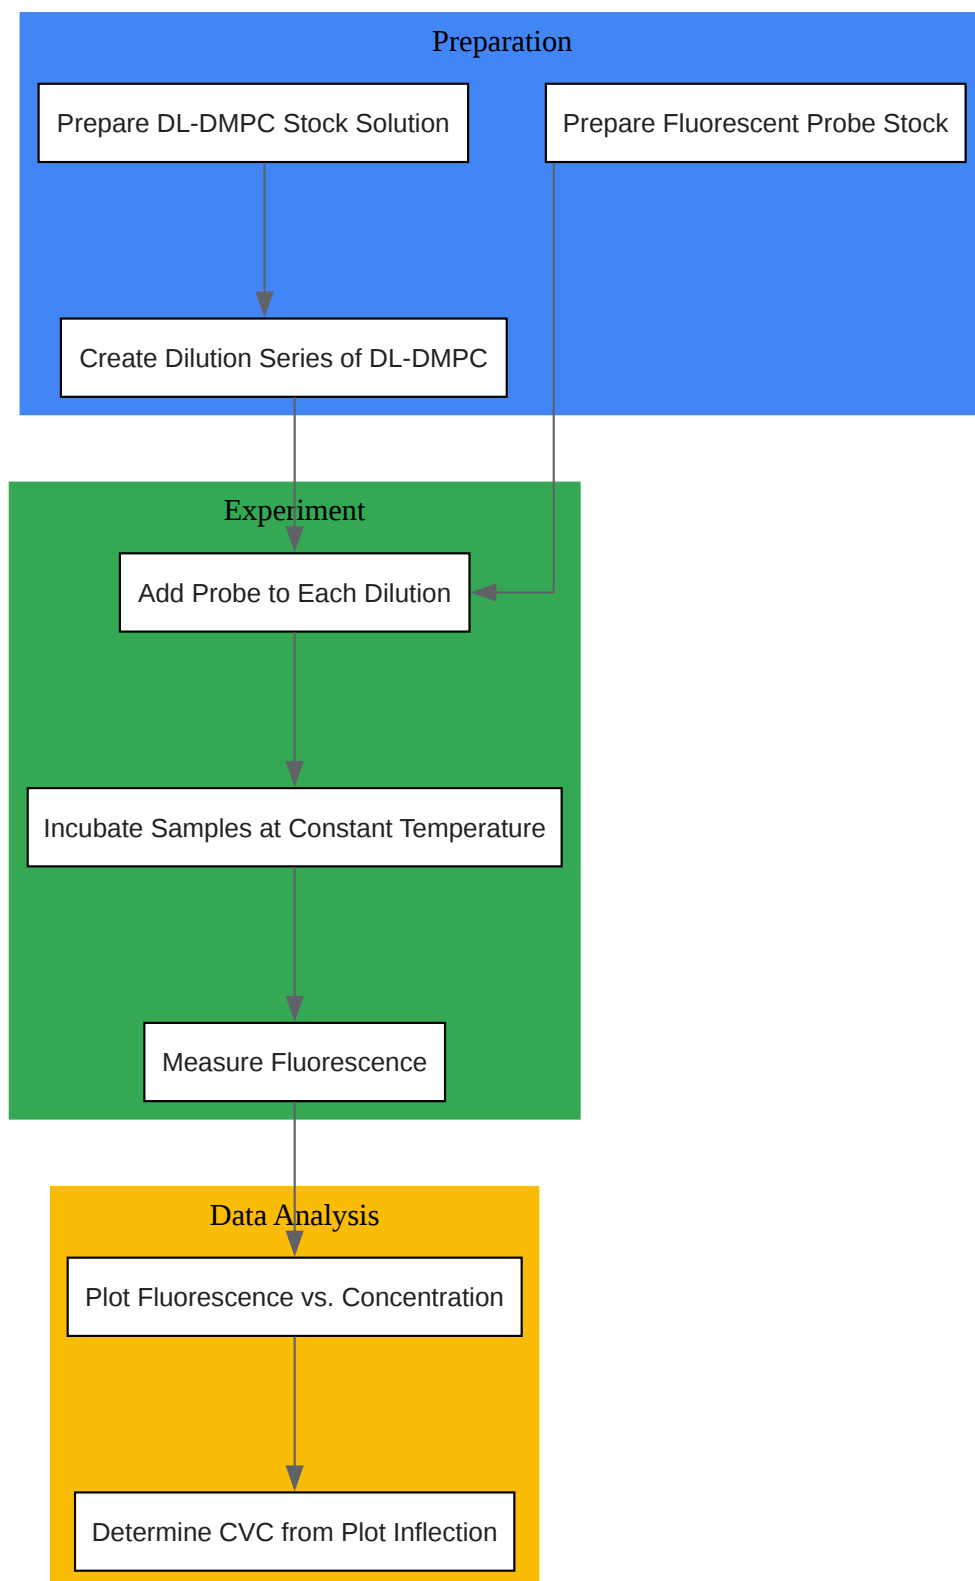 Preparation
Prepare DL-DMPC Stock Solution
Prepare Fluorescent Probe Stock
Create Dilution Series of DL-DMPC
Experiment
Add Probe to Each Dilution
Incubate Samples at Constant Temperature
Measure Fluorescence
Data Analysis
Plot Fluorescence vs. Concentration
Determine CVC from Plot Inflection